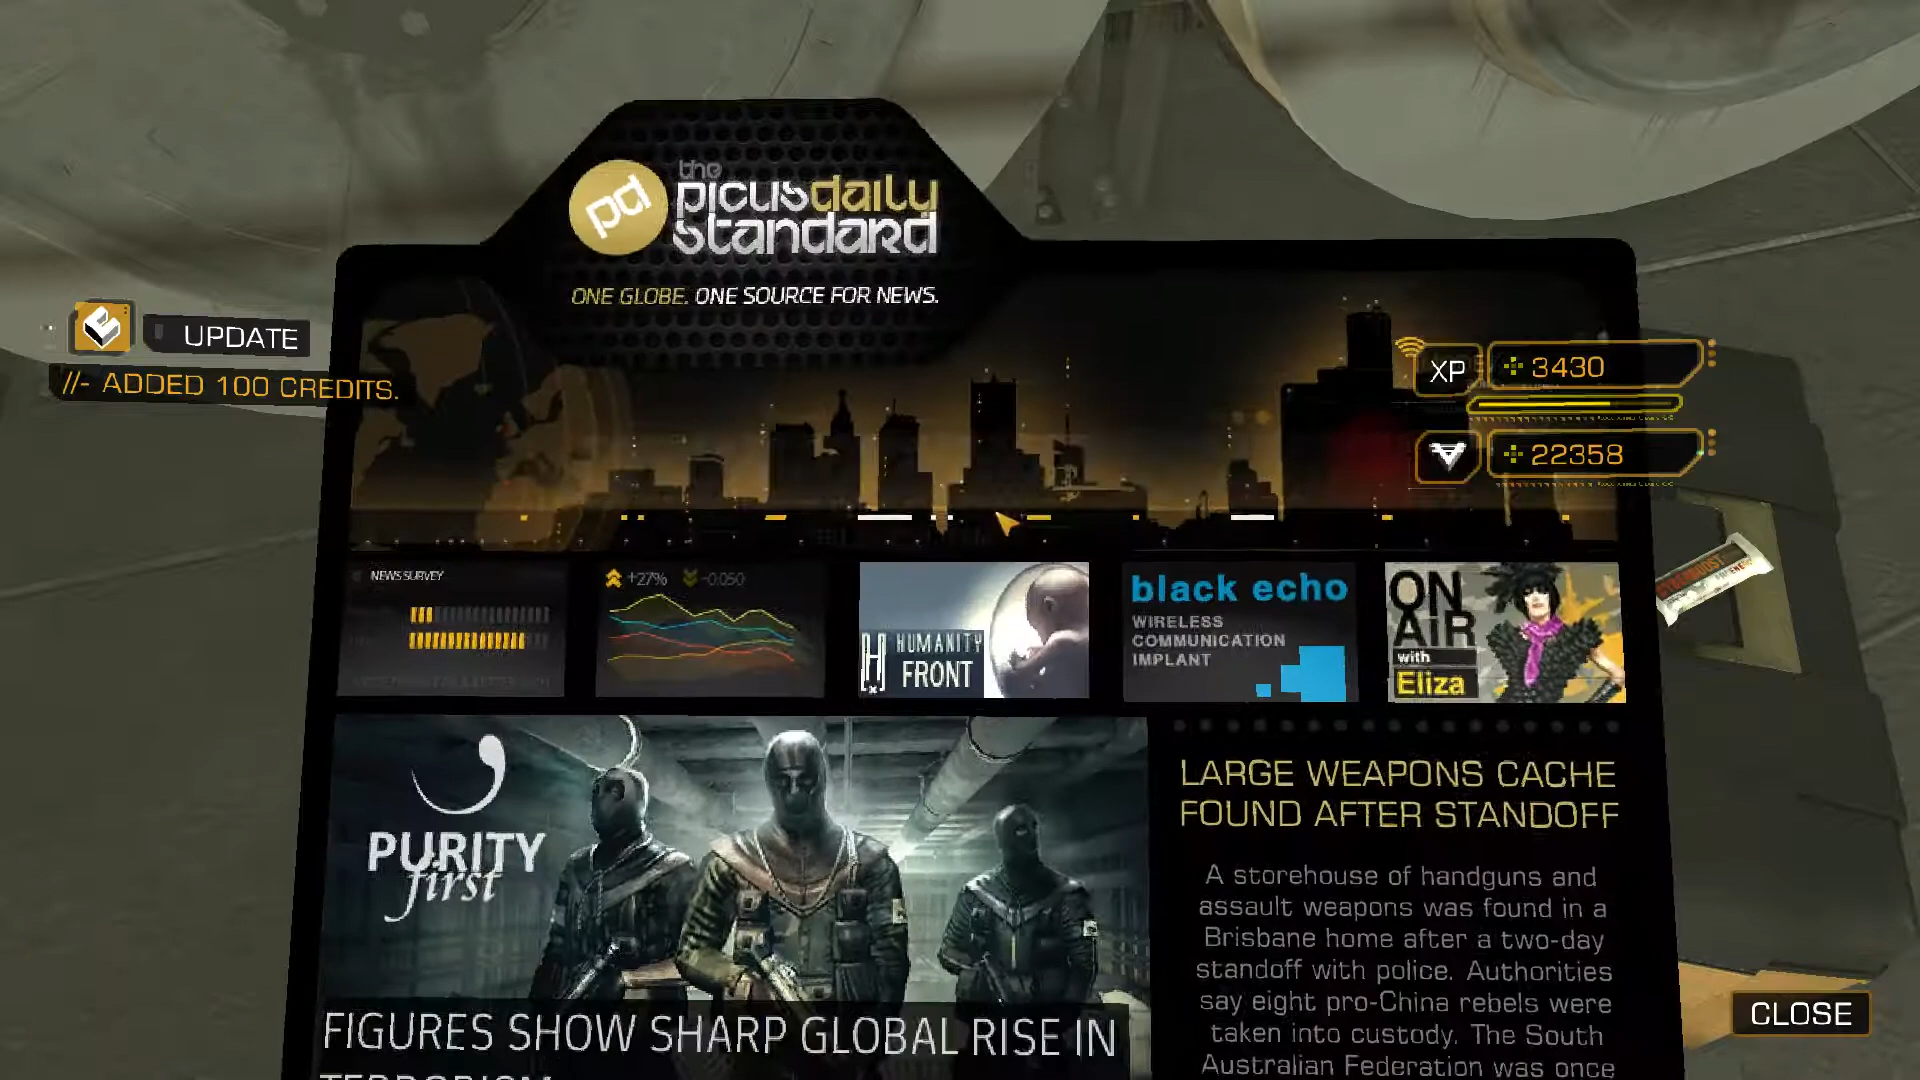 pd
the
picusdaily
standard
ONE GLOBE. ONE SOURCE FOR NEWS.
UPDATE
//- ADDED 100 CREDITS.
XP
3430
22358
NEWS SURVEY
+27% -0.050
HUMANITY
FRONT
black echo
WIRELESS
COMMUNICATION
IMPLANT
ON
AIR
with
Eliza
PURITY
first
FIGURES SHOW SHARP GLOBAL RISE IN
TERRORISM
LARGE WEAPONS CACHE
FOUND AFTER STANDOFF
A storehouse of handguns and
assault weapons was found in a
Brisbane home after a two-day
standoff with police. Authorities
say eight pro-China rebels were
taken into custody. The South
Australian Federation was once
CLOSE